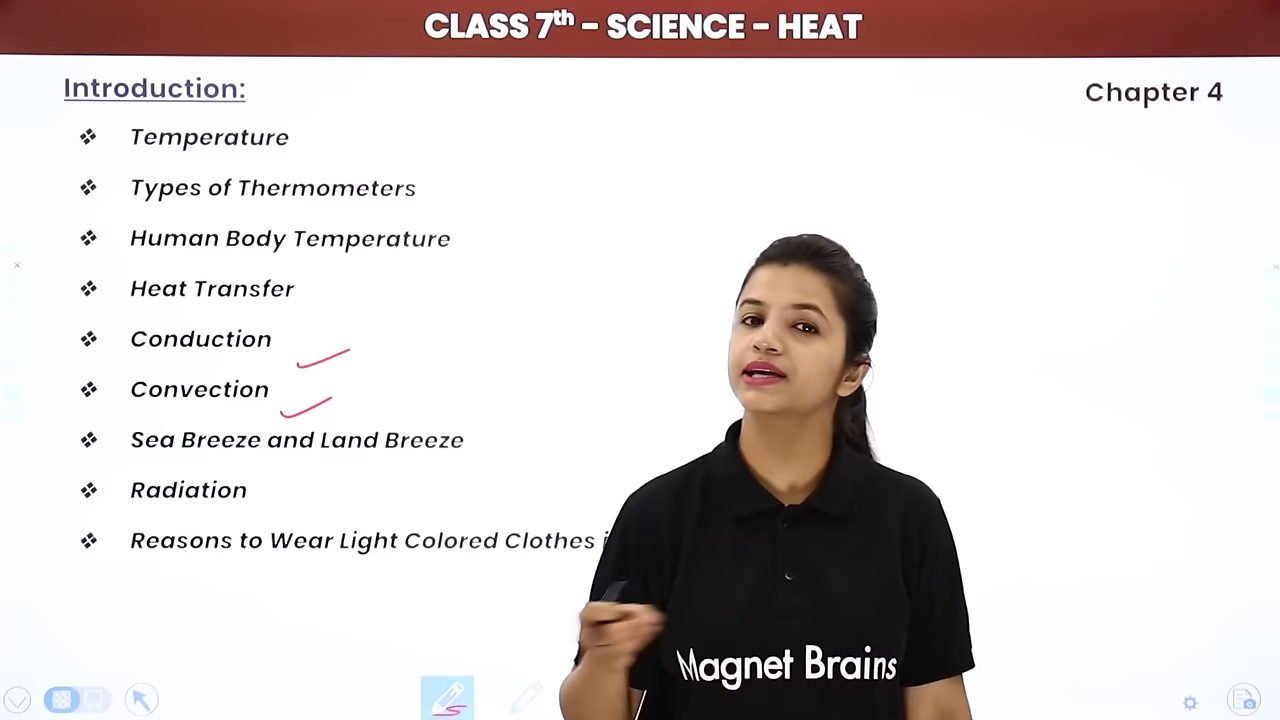 CLASS 7th - SCIENCE - HEAT
Introduction:
Chapter 4
Temperature
Types of Thermometers
Human Body Temperature
Heat Transfer
Conduction
Convection
Sea Breeze and Land Breeze
Radiation
Reasons to Wear Light Colored Clothes
Magnet Brains